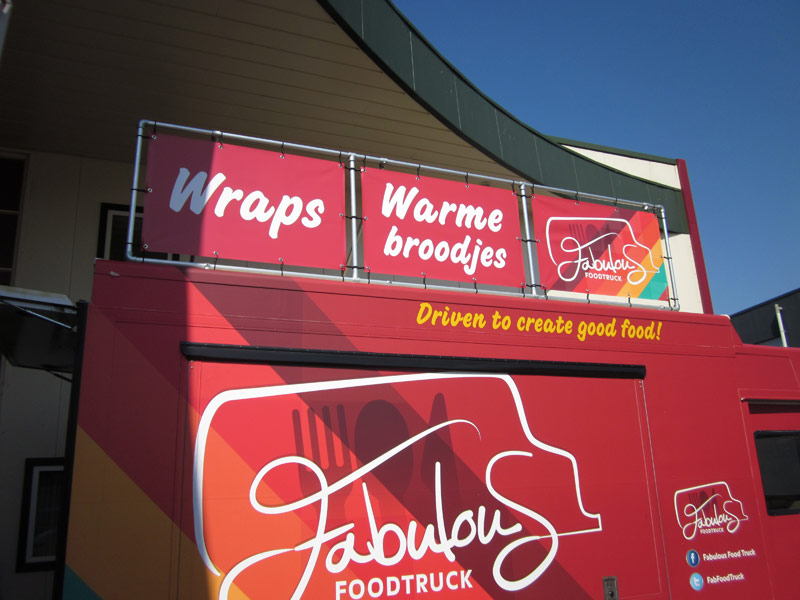 Wraps
Warme
broodjes
Fabulous
FOODTRUCK
Driven to create good food!
Fabulous
FOODTRUCK
Fabulous
FOODTRUCK
f Fabulous Food Truck
t FabFoodTruck